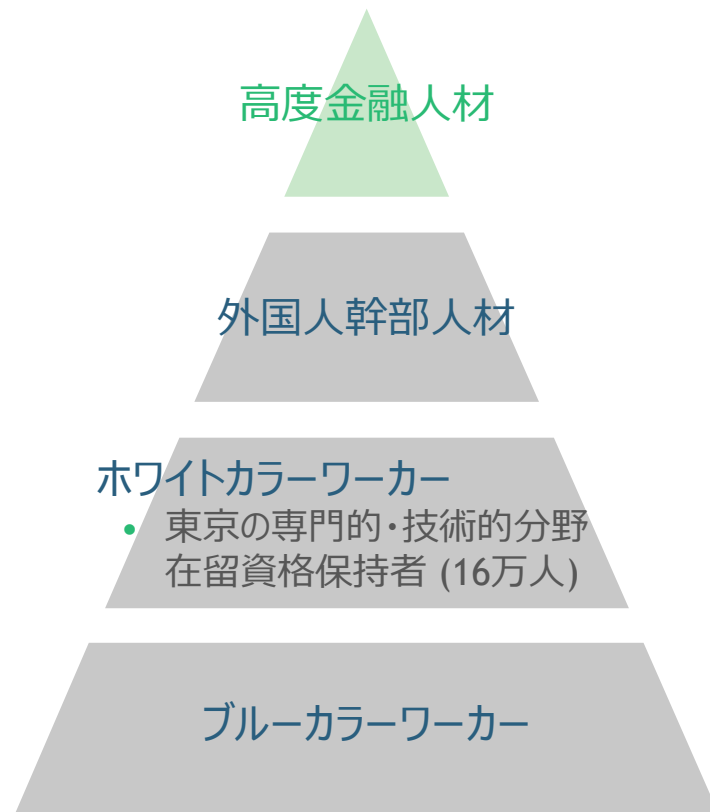 高度金融人材
外国人幹部人材
ホワイトカラーワーカー
• 東京の専門的・技術的分野
在留資格保持者 (16万人)
ブルーカラーワーカー